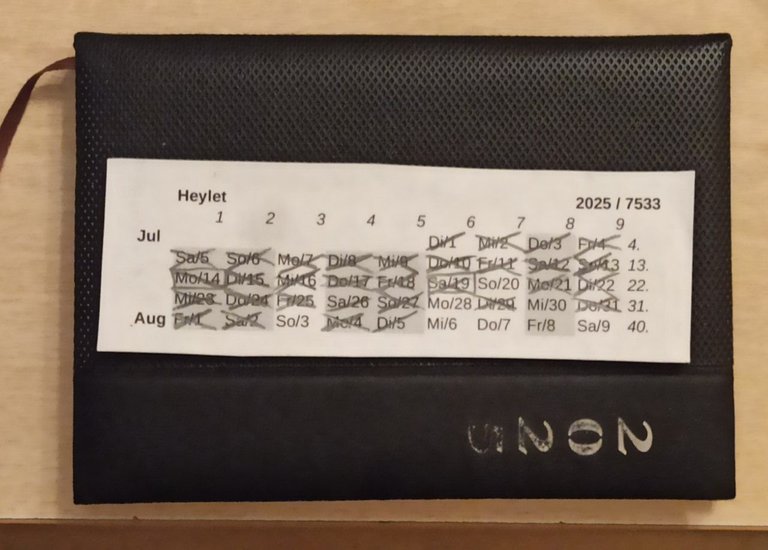 Heylet 2025 / 7533
1 2 3 4 5 6 7 8 9
Jul Di/1 Mi/2 Do/3 Fr/4 4.
Sa/5 So/6 Mo/7 Di/8 Mi/9 Do/10 Fr/11 Sa/12 So/13 13.
Mo/14 Di/15 Mi/16 Do/17 Fr/18 Sa/19 So/20 Mo/21 Di/22 22.
Mi/23 Do/24 Fr/25 Sa/26 So/27 Mo/28 Di/29 Mi/30 Do/31 31.
Aug Fr/1 Sa/2 So/3 Mo/4 Di/5 Mi/6 Do/7 Fr/8 Sa/9 40.
2025